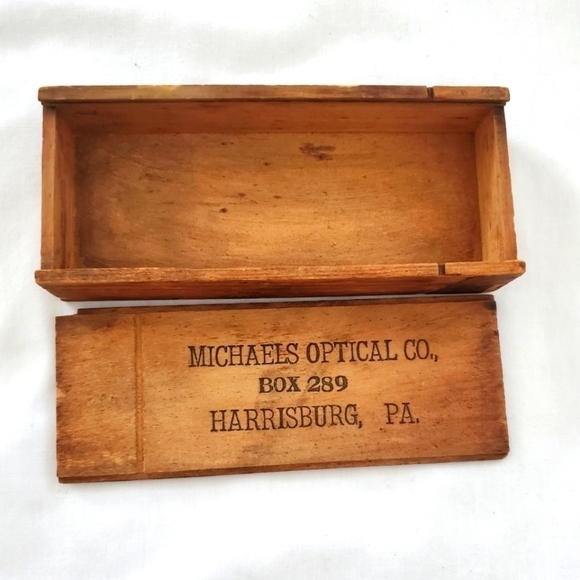 MICHAELS OPTICAL CO.,
BOX 289
HARRISBURG, PA.